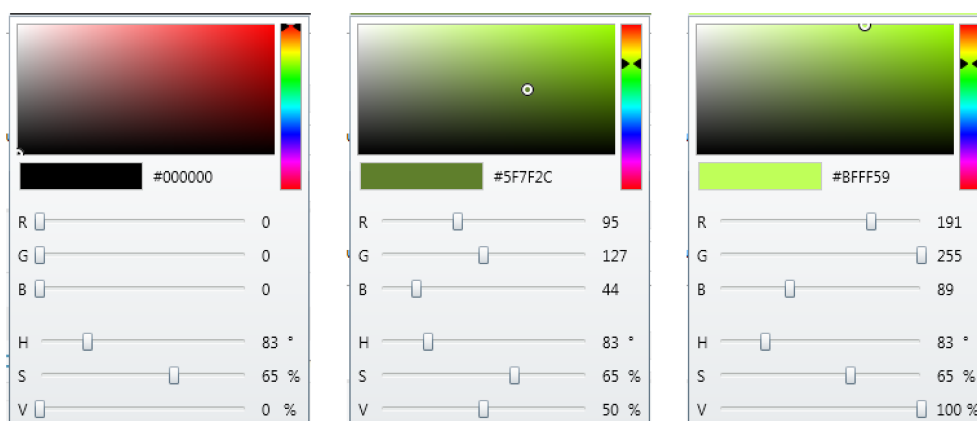 #000000
R 0
G 0
B 0
H 83 °
S 65 %
V 0 %
#5F7F2C
R 95
G 127
B 44
H 83 °
S 65 %
V 50 %
#BFFF59
R 191
G 255
B 89
H 83 °
S 65 %
V 100 %